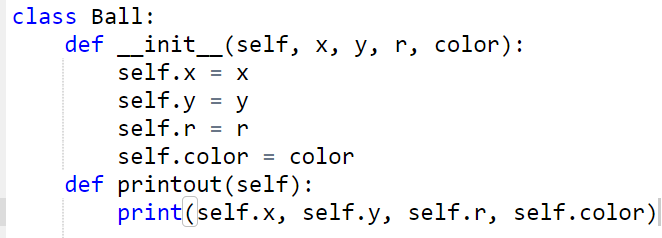 class Ball:
    def __init__(self, x, y, r, color):
        self.x = x
        self.y = y
        self.r = r
        self.color = color
    def printout(self):
        print(self.x, self.y, self.r, self.color)